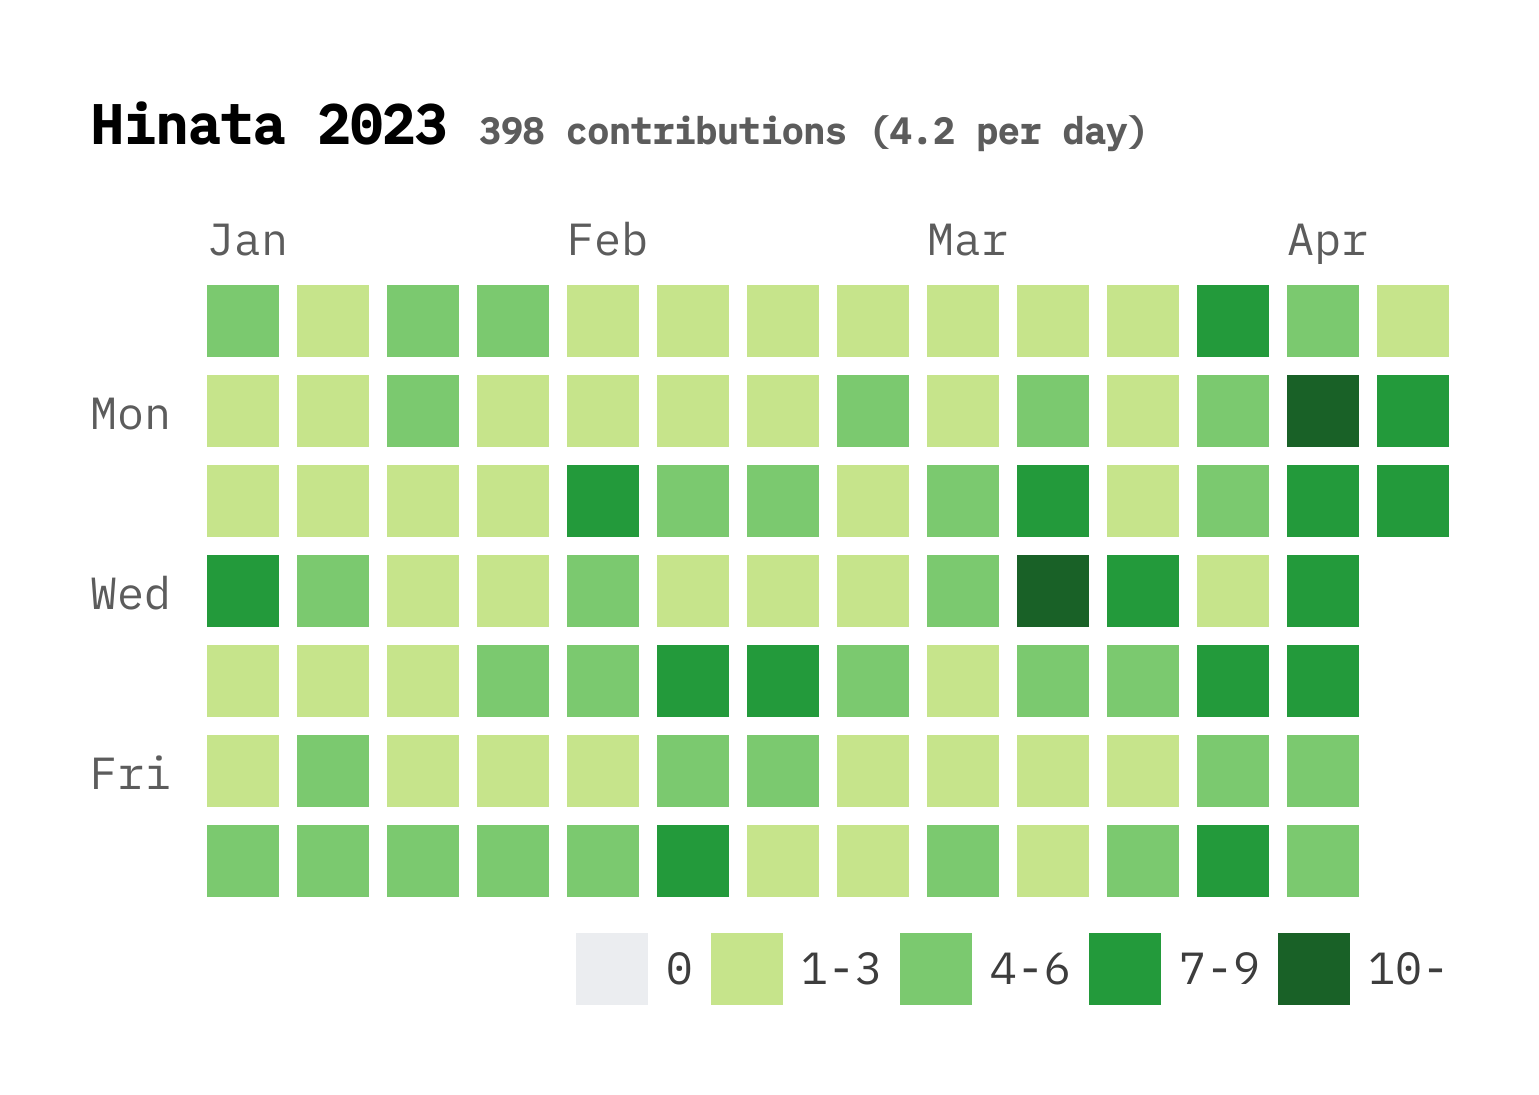 Hinata 2023 398 contributions (4.2 per day)
Jan Feb Mar Apr
Mon
Wed
Fri
0 1-3 4-6 7-9 10-